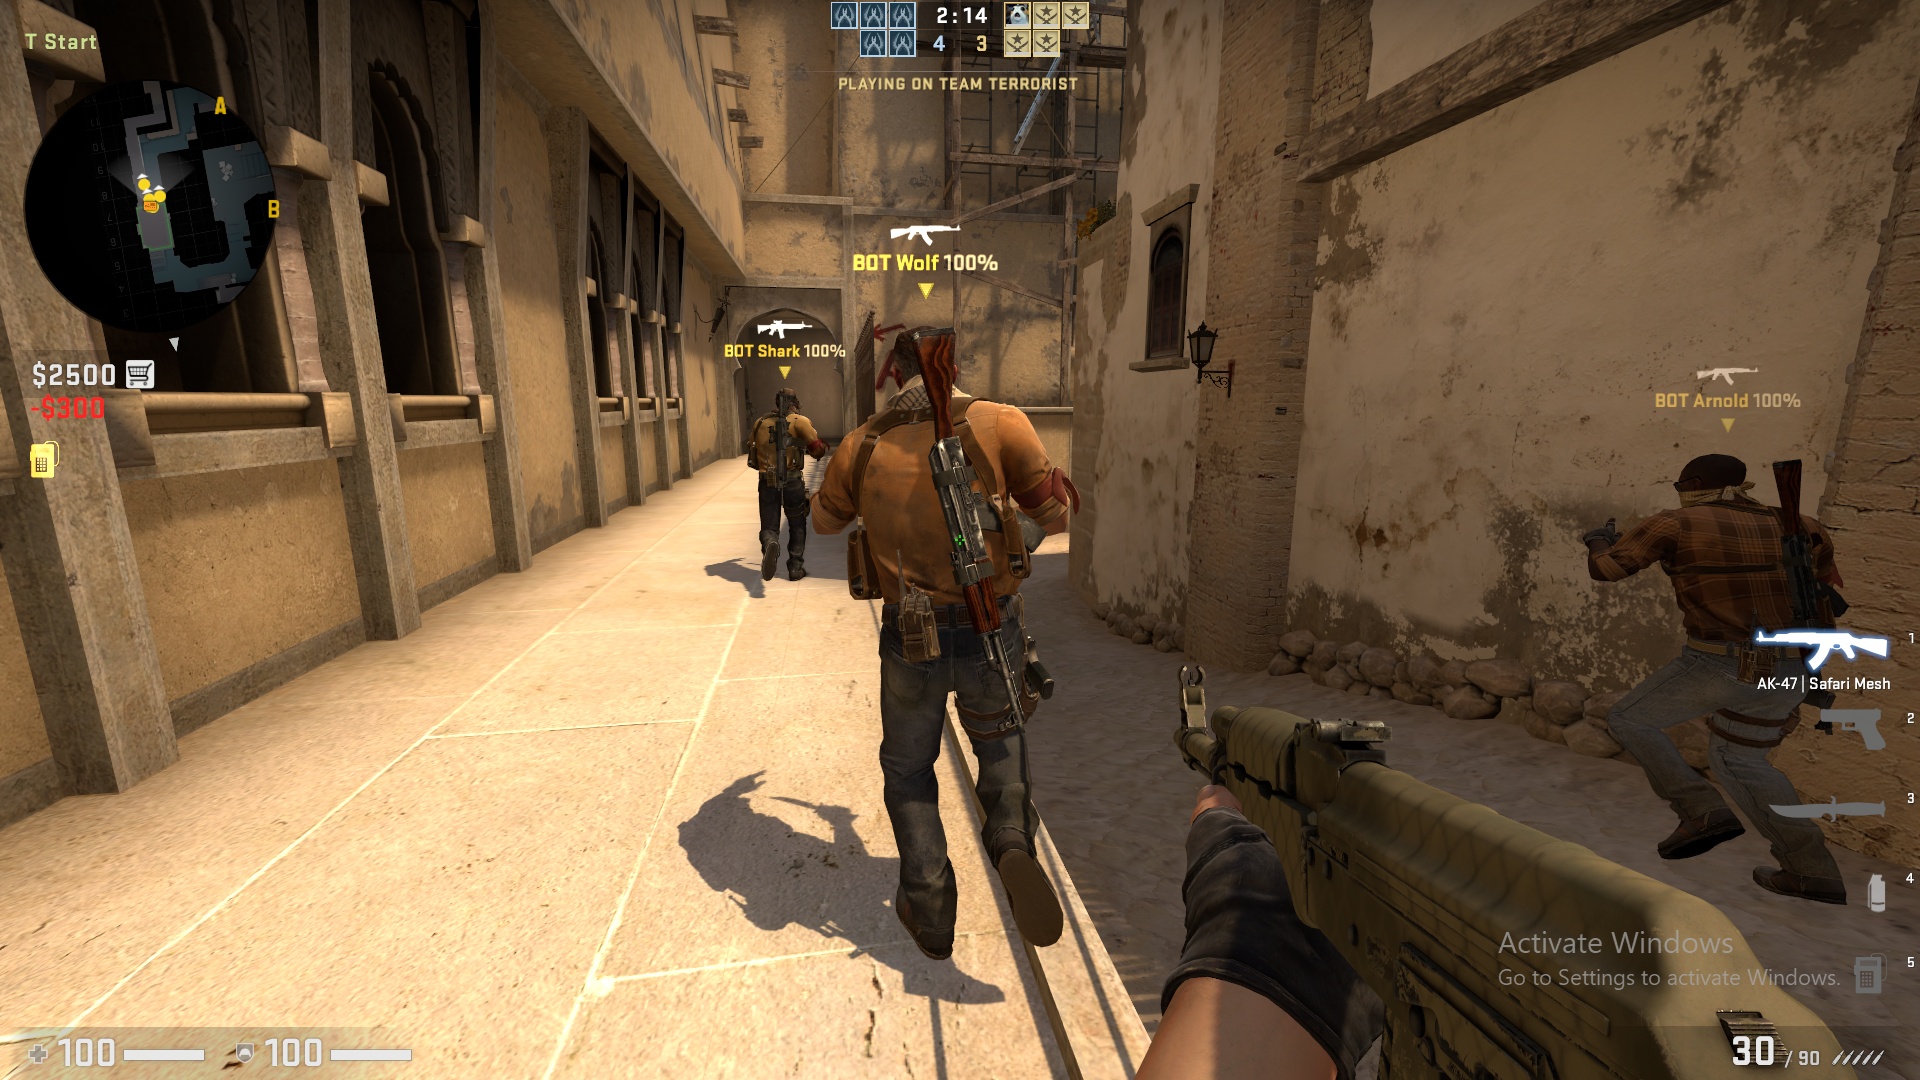 T Start
2:14
4 3
PLAYING ON TEAM TERRORIST
A
B
BOT Wolf 100%
BOT Shark 100%
$2500
-$300
BOT Arnold 100%
1
AK-47 | Safari Mesh
2
3
4
Activate Windows
Go to Settings to activate Windows.
5
100 100
30 / 90